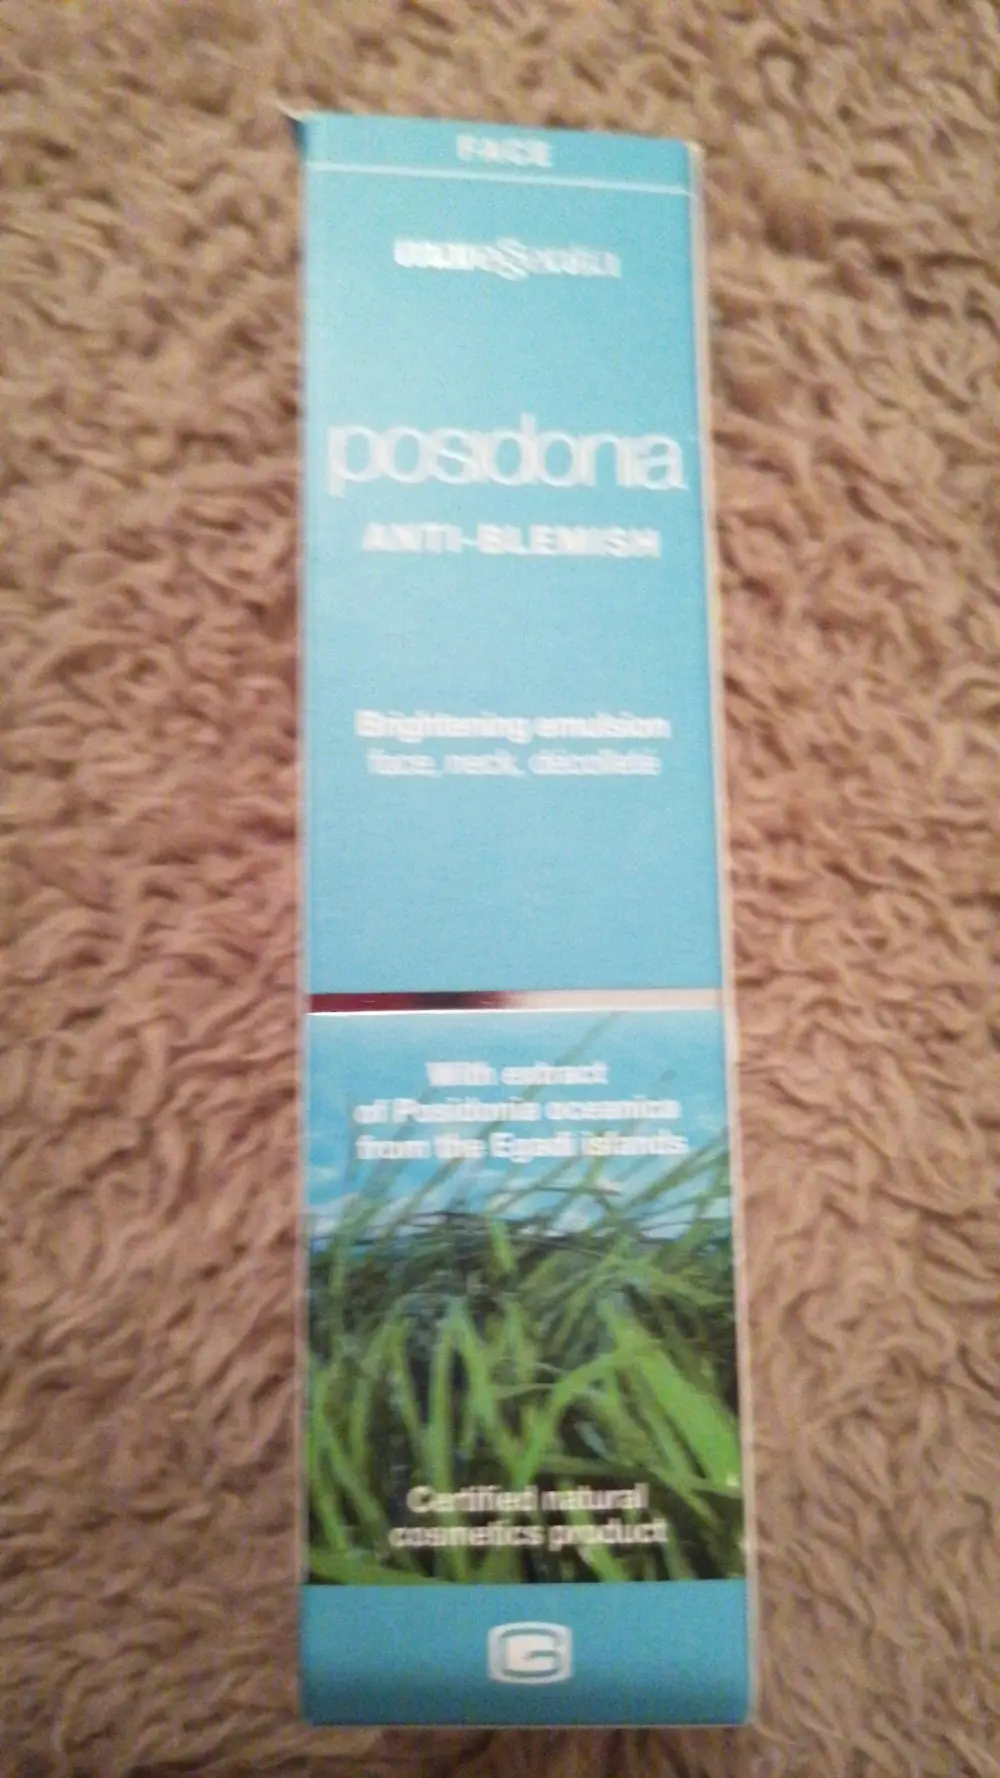 FACE
posidonia
ANTI-BLEMISH
Brightening emulsion
face, neck, décolleté
With extract
of Posidonia oceanica
from the Egadi islands
Certified natural
cosmetics product
G